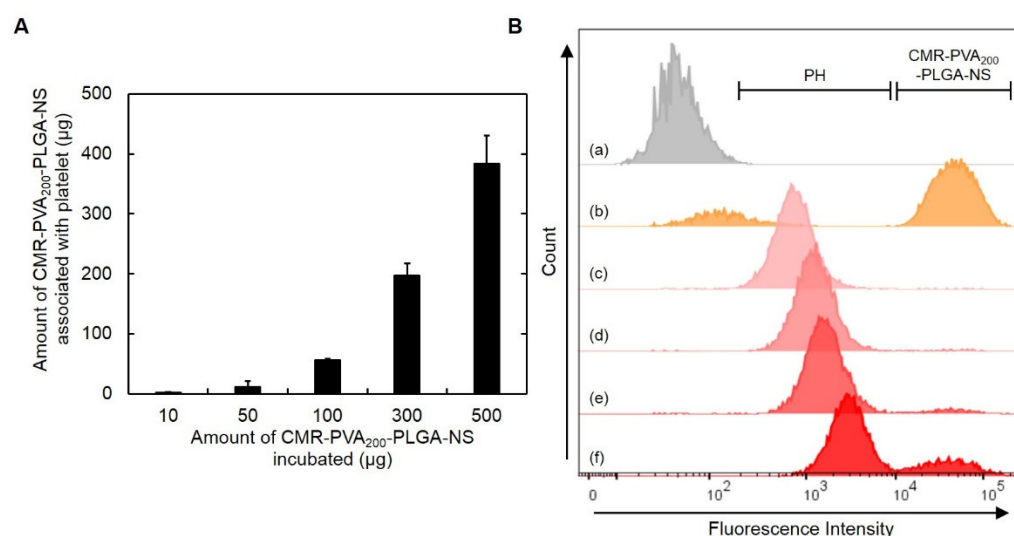 A
Amount of CMR-PVA₂₀₀-PLGA-NS
associated with platelet (μg)
500
400
300
200
100
0
10 50 100 300 500
Amount of CMR-PVA₂₀₀-PLGA-NS
incubated (μg)
B
CMR-PVA₂₀₀
-PLGA-NS
PH
Count
(a)
(b)
(c)
(d)
(e)
(f)
0 10² 10³ 10⁴ 10⁵
Fluorescence Intensity